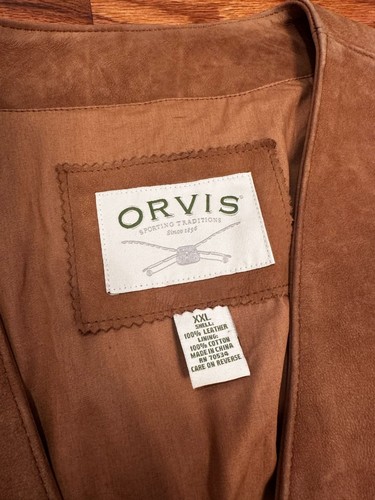 ORVIS
SPORTING TRADITIONS
Since 1856
XXL
SHELL:
100% LEATHER
LINING:
100% COTTON
MADE IN CHINA
RN 70534
CARE ON REVERSE